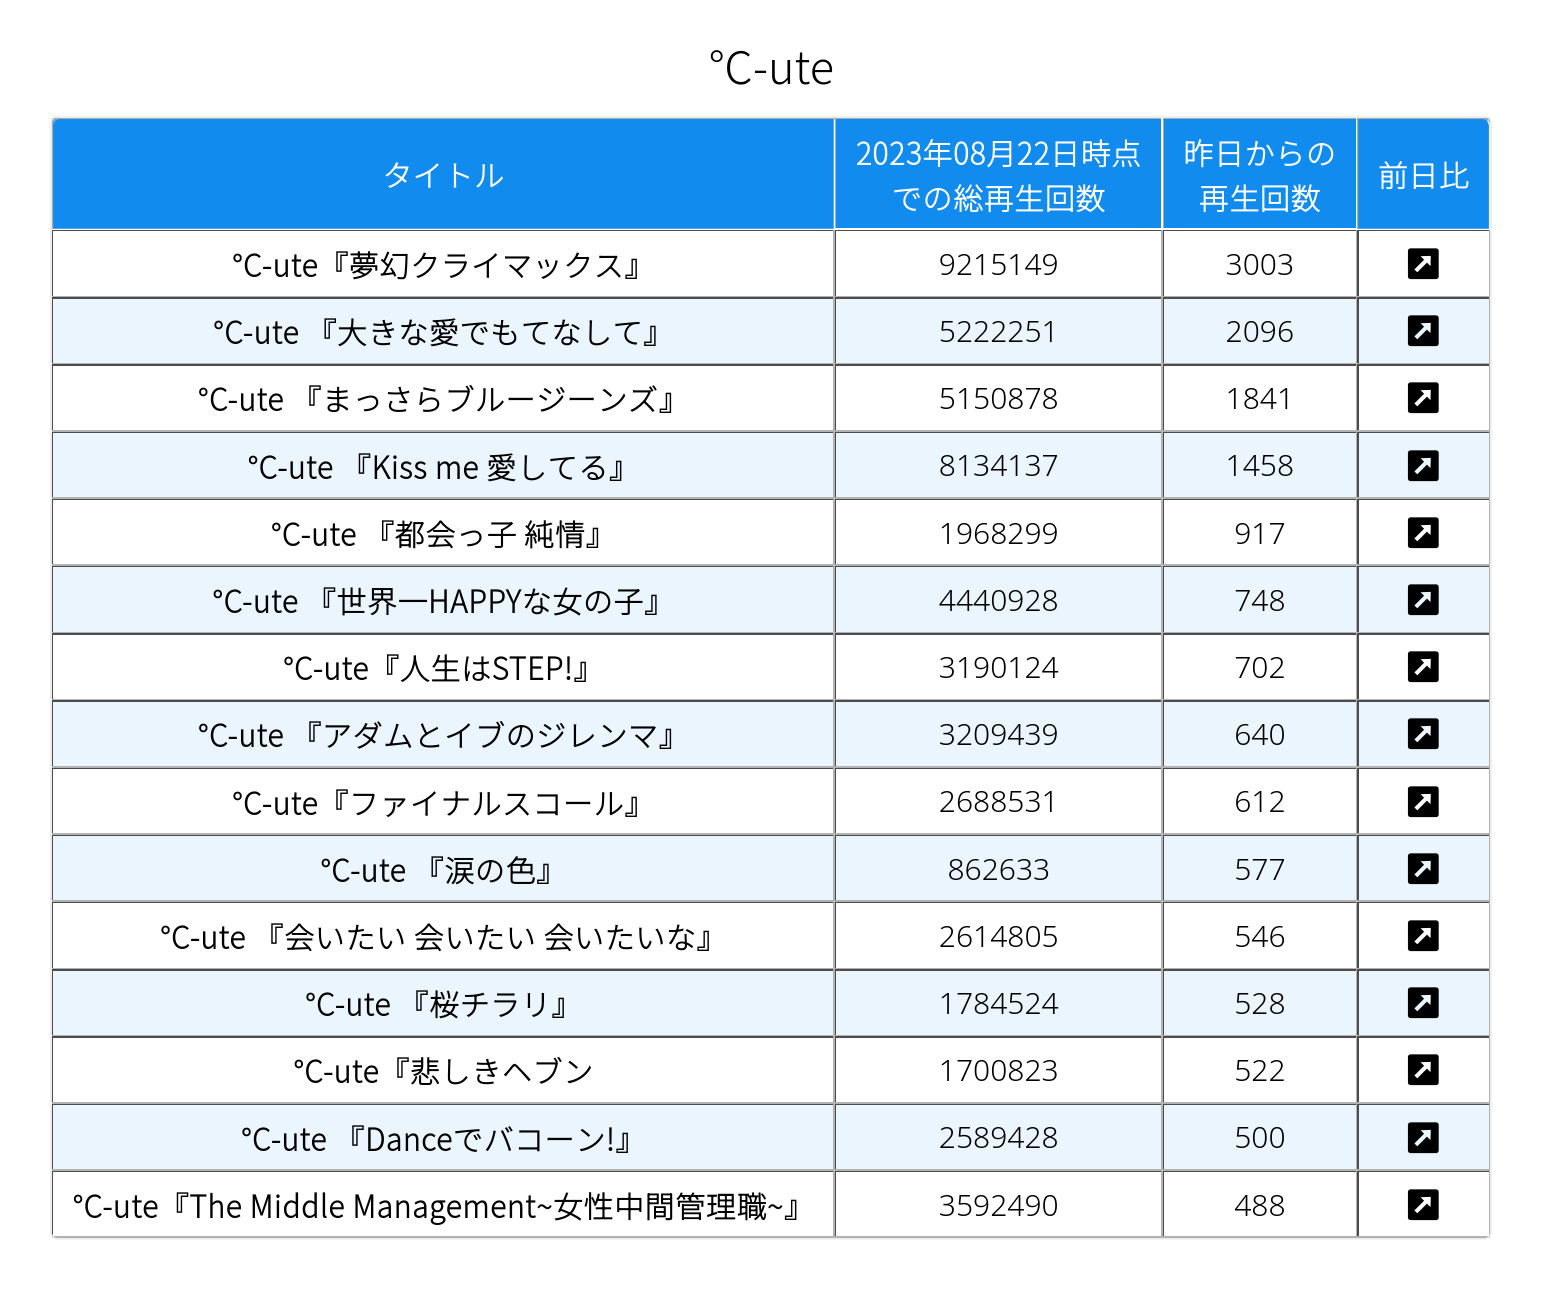 ℃-ute
タイトル
2023年08月22日時点
での総再生回数
昨日からの
再生回数
前日比
℃-ute『夢幻クライマックス』 9215149 3003
℃-ute 『大きな愛でもてなして』 5222251 2096
℃-ute 『まっさらブルージーンズ』 5150878 1841
℃-ute 『Kiss me 愛してる』 8134137 1458
℃-ute 『都会っ子 純情』 1968299 917
℃-ute 『世界一HAPPYな女の子』 4440928 748
℃-ute『人生はSTEP!』 3190124 702
℃-ute 『アダムとイブのジレンマ』 3209439 640
℃-ute『ファイナルスコール』 2688531 612
℃-ute 『涙の色』 862633 577
℃-ute 『会いたい 会いたい 会いたいな』 2614805 546
℃-ute 『桜チラリ』 1784524 528
℃-ute『悲しきヘブン 1700823 522
℃-ute 『Danceでバコーン!』 2589428 500
℃-ute『The Middle Management~女性中間管理職~』 3592490 488